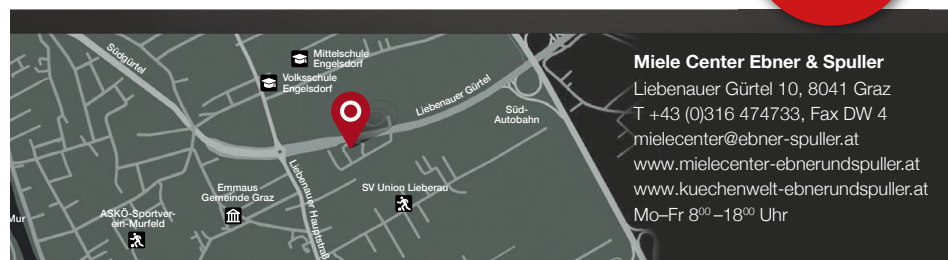 Südgürtel
Mittelschule
Engelsdorf
Volksschule
Engelsdorf
Liebenauer Gürtel
Süd-
Autobahn
Liebenauer Hauptstraß
Emmaus
Gemeinde Graz
SV Union Lieberau
ASKÖ-Sportver-
ein-Murfeld
Mur
Miele Center Ebner & Spuller
Liebenauer Gürtel 10, 8041 Graz
T +43 (0)316 474733, Fax DW 4
mielecenter@ebner-spuller.at
www.mielecenter-ebnerundspuller.at
www.kuechenwelt-ebnerundspuller.at
Mo–Fr 8⁰⁰–18⁰⁰ Uhr